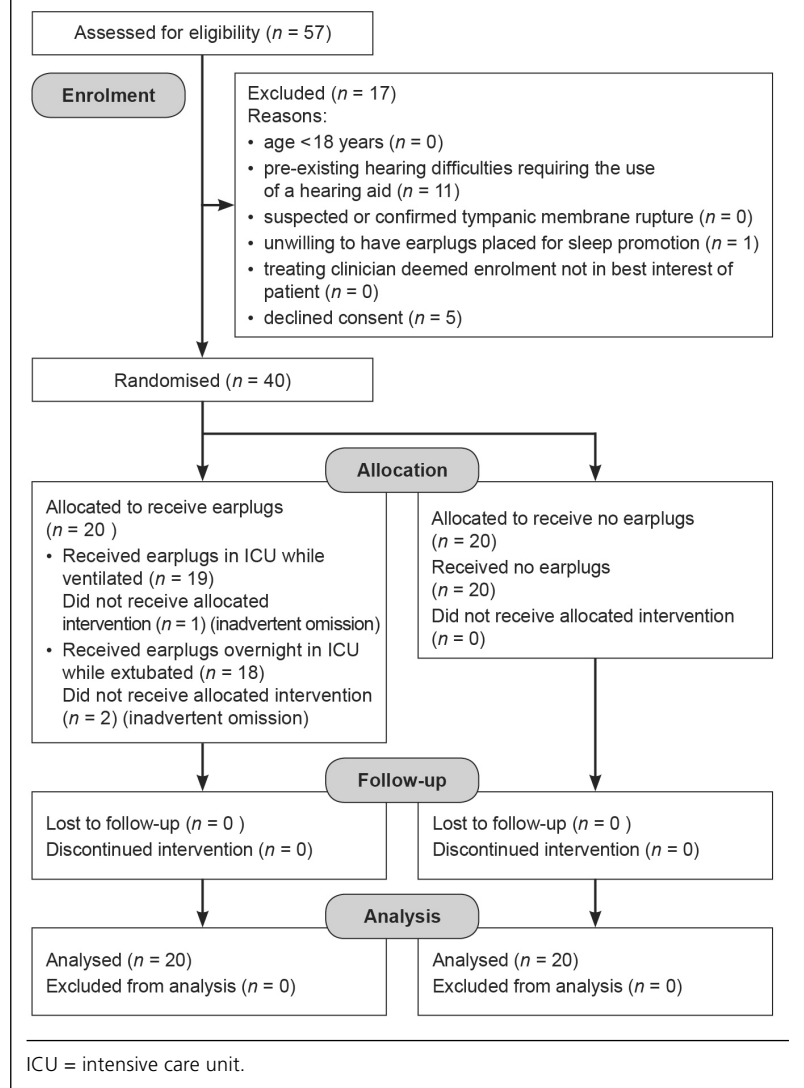 Assessed for eligibility (n = 57)
Enrolment
Excluded (n = 17)
Reasons:
• age <18 years (n = 0)
• pre-existing hearing difficulties requiring the use
of a hearing aid (n = 11)
• suspected or confirmed tympanic membrane rupture (n = 0)
• unwilling to have earplugs placed for sleep promotion (n = 1)
• treating clinician deemed enrolment not in best interest of
patient (n = 0)
• declined consent (n = 5)
Randomised (n = 40)
Allocation
Allocated to receive earplugs
(n = 20 )
• Received earplugs in ICU while
ventilated (n = 19)
Did not receive allocated
intervention (n = 1) (inadvertent omission)
• Received earplugs overnight in ICU
while extubated (n = 18)
Did not receive allocated intervention
(n = 2) (inadvertent omission)
Allocated to receive no earplugs
(n = 20)
Received no earplugs
(n = 20)
Did not receive allocated intervention
(n = 0)
Follow-up
Lost to follow-up (n = 0 )
Discontinued intervention (n = 0)
Lost to follow-up (n = 0 )
Discontinued intervention (n = 0)
Analysis
Analysed (n = 20)
Excluded from analysis (n = 0)
Analysed (n = 20)
Excluded from analysis (n = 0)
ICU = intensive care unit.